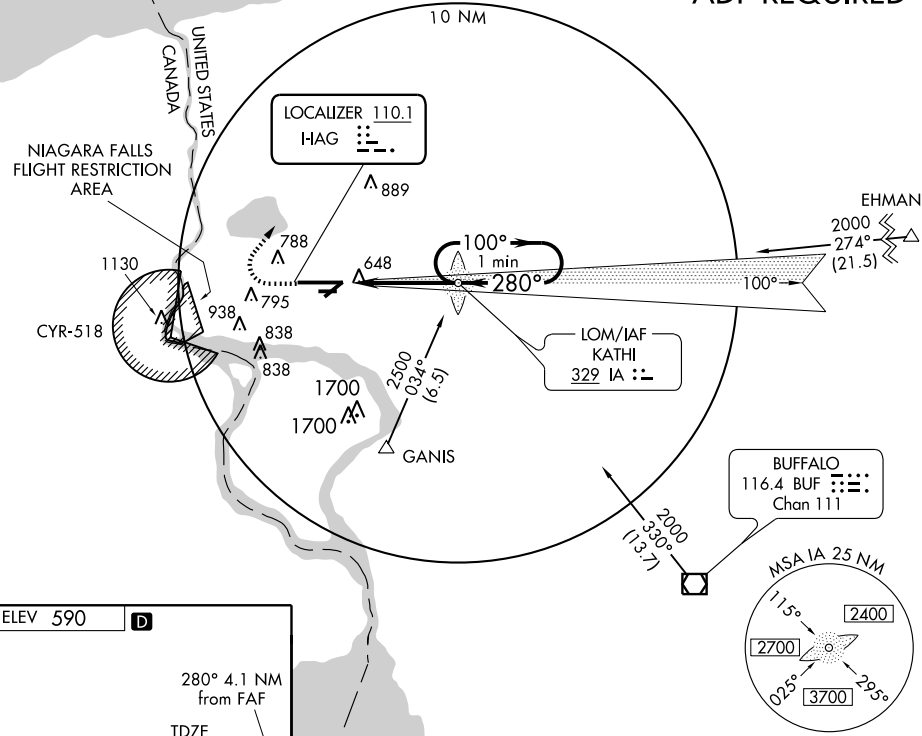 ADF REQUIRED
10 NM
UNITED STATES
CANADA
LOCALIZER 110.1
I-HAG
NIAGARA FALLS
FLIGHT RESTRICTION
AREA
889
EHMAN
2000
274°
(21.5)
788
100°
1 min
280°
648
1130
795
100°
938
CYR-518
838
838
LOM/IAF
KATHI
329 IA
2500
034°
(6.5)
1700
1700
GANIS
BUFFALO
116.4 BUF
Chan 111
2000
330°
(13.7)
MSA IA 25 NM
115°
2400
2700
025°
3700
295°
ELEV 590
D
280° 4.1 NM
from FAF
TDZE